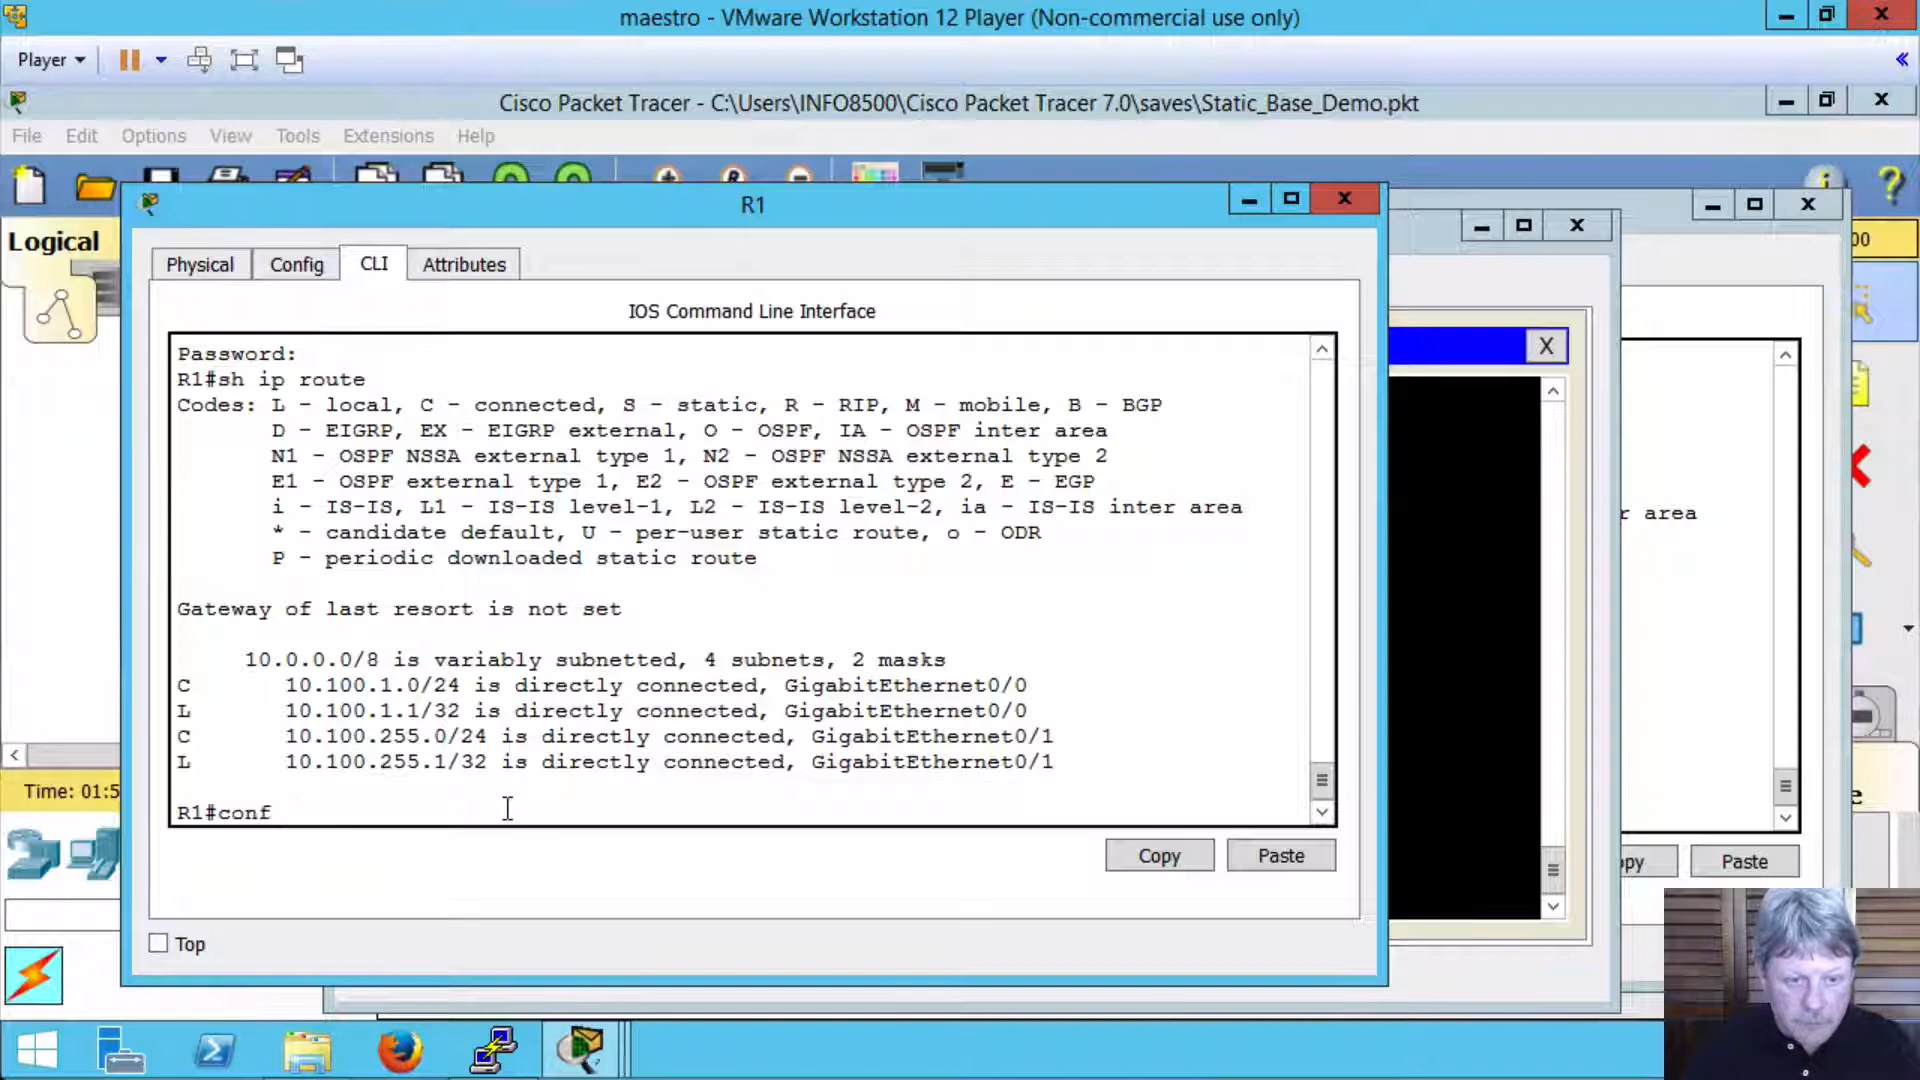 maestro - VMware Workstation 12 Player (Non-commercial use only)
Player
Cisco Packet Tracer - C:\Users\INFO8500\Cisco Packet Tracer 7.0\saves\Static_Base_Demo.pkt
File Edit Options View Tools Extensions Help
R1
Logical
00
Physical Config CLI Attributes
IOS Command Line Interface
X
Password:
R1#sh ip route
Codes: L - local, C - connected, S - static, R - RIP, M - mobile, B - BGP
D - EIGRP, EX - EIGRP external, O - OSPF, IA - OSPF inter area
N1 - OSPF NSSA external type 1, N2 - OSPF NSSA external type 2
E1 - OSPF external type 1, E2 - OSPF external type 2, E - EGP
i - IS-IS, L1 - IS-IS level-1, L2 - IS-IS level-2, ia - IS-IS inter area
r area
* - candidate default, U - per-user static route, o - ODR
P - periodic downloaded static route
Gateway of last resort is not set
10.0.0.0/8 is variably subnetted, 4 subnets, 2 masks
C 10.100.1.0/24 is directly connected, GigabitEthernet0/0
L 10.100.1.1/32 is directly connected, GigabitEthernet0/0
C 10.100.255.0/24 is directly connected, GigabitEthernet0/1
L 10.100.255.1/32 is directly connected, GigabitEthernet0/1
Time: 01:5
R1#conf
Copy Paste
py Paste
Top